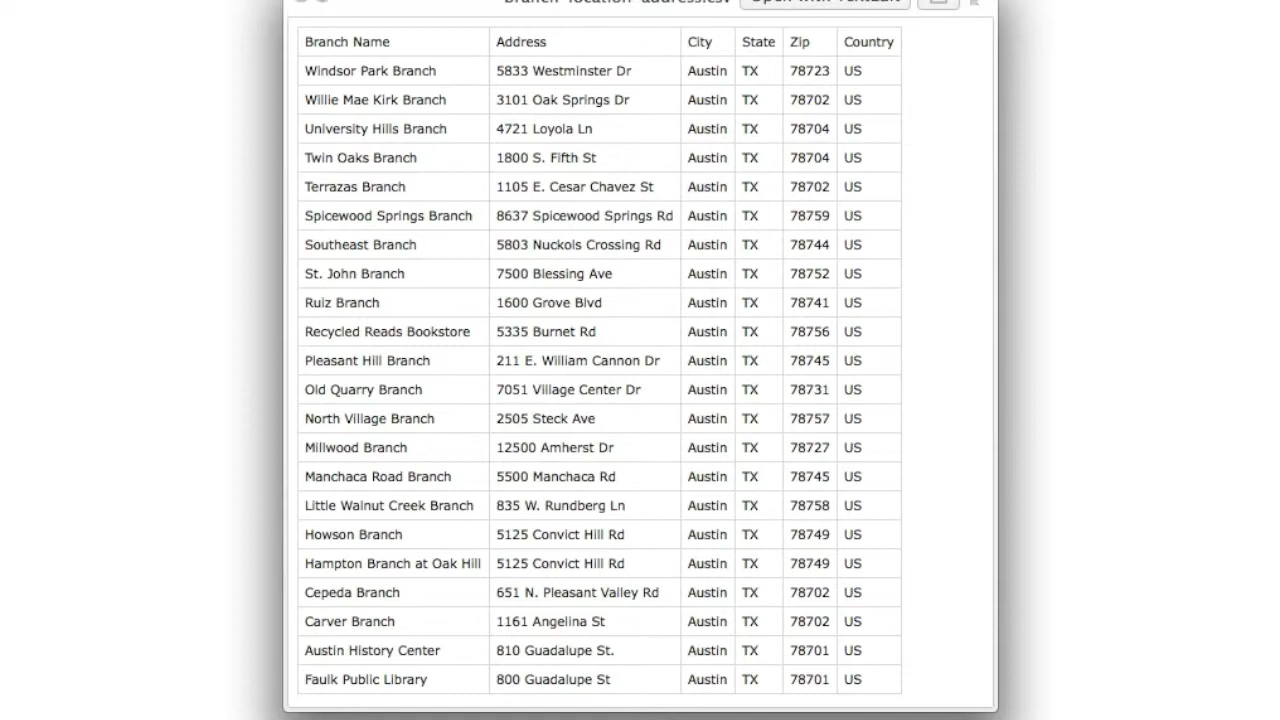 branch-location-address.csv Open with TextEdit
Branch Name Address City State Zip Country
Windsor Park Branch 5833 Westminster Dr Austin TX 78723 US
Willie Mae Kirk Branch 3101 Oak Springs Dr Austin TX 78702 US
University Hills Branch 4721 Loyola Ln Austin TX 78704 US
Twin Oaks Branch 1800 S. Fifth St Austin TX 78704 US
Terrazas Branch 1105 E. Cesar Chavez St Austin TX 78702 US
Spicewood Springs Branch 8637 Spicewood Springs Rd Austin TX 78759 US
Southeast Branch 5803 Nuckols Crossing Rd Austin TX 78744 US
St. John Branch 7500 Blessing Ave Austin TX 78752 US
Ruiz Branch 1600 Grove Blvd Austin TX 78741 US
Recycled Reads Bookstore 5335 Burnet Rd Austin TX 78756 US
Pleasant Hill Branch 211 E. William Cannon Dr Austin TX 78745 US
Old Quarry Branch 7051 Village Center Dr Austin TX 78731 US
North Village Branch 2505 Steck Ave Austin TX 78757 US
Millwood Branch 12500 Amherst Dr Austin TX 78727 US
Manchaca Road Branch 5500 Manchaca Rd Austin TX 78745 US
Little Walnut Creek Branch 835 W. Rundberg Ln Austin TX 78758 US
Howson Branch 5125 Convict Hill Rd Austin TX 78749 US
Hampton Branch at Oak Hill 5125 Convict Hill Rd Austin TX 78749 US
Cepeda Branch 651 N. Pleasant Valley Rd Austin TX 78702 US
Carver Branch 1161 Angelina St Austin TX 78702 US
Austin History Center 810 Guadalupe St. Austin TX 78701 US
Faulk Public Library 800 Guadalupe St Austin TX 78701 US